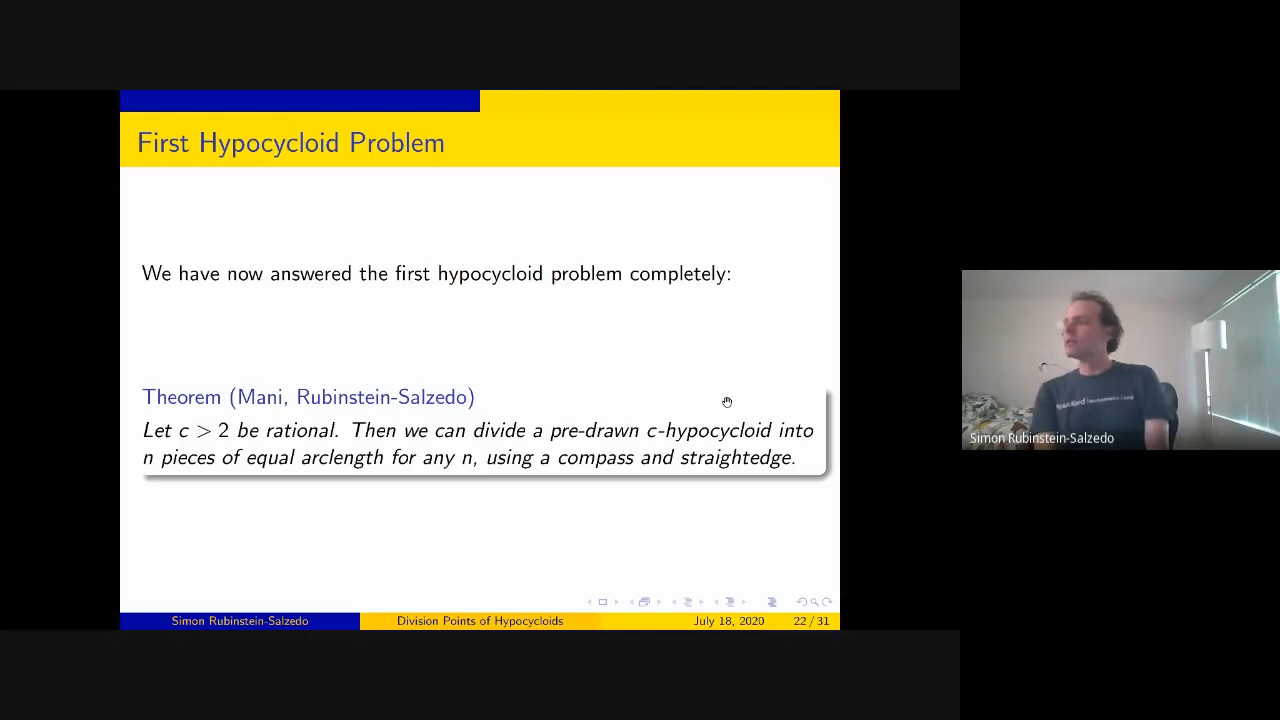 First Hypocycloid Problem
We have now answered the first hypocycloid problem completely:
Theorem (Mani, Rubinstein-Salzedo)
Let c > 2 be rational. Then we can divide a pre-drawn c-hypocycloid into
n pieces of equal arclength for any n, using a compass and straightedge.
Simon Rubinstein-Salzedo
Division Points of Hypocycloids
July 18, 2020
22 / 31
Simon Rubinstein-Salzedo